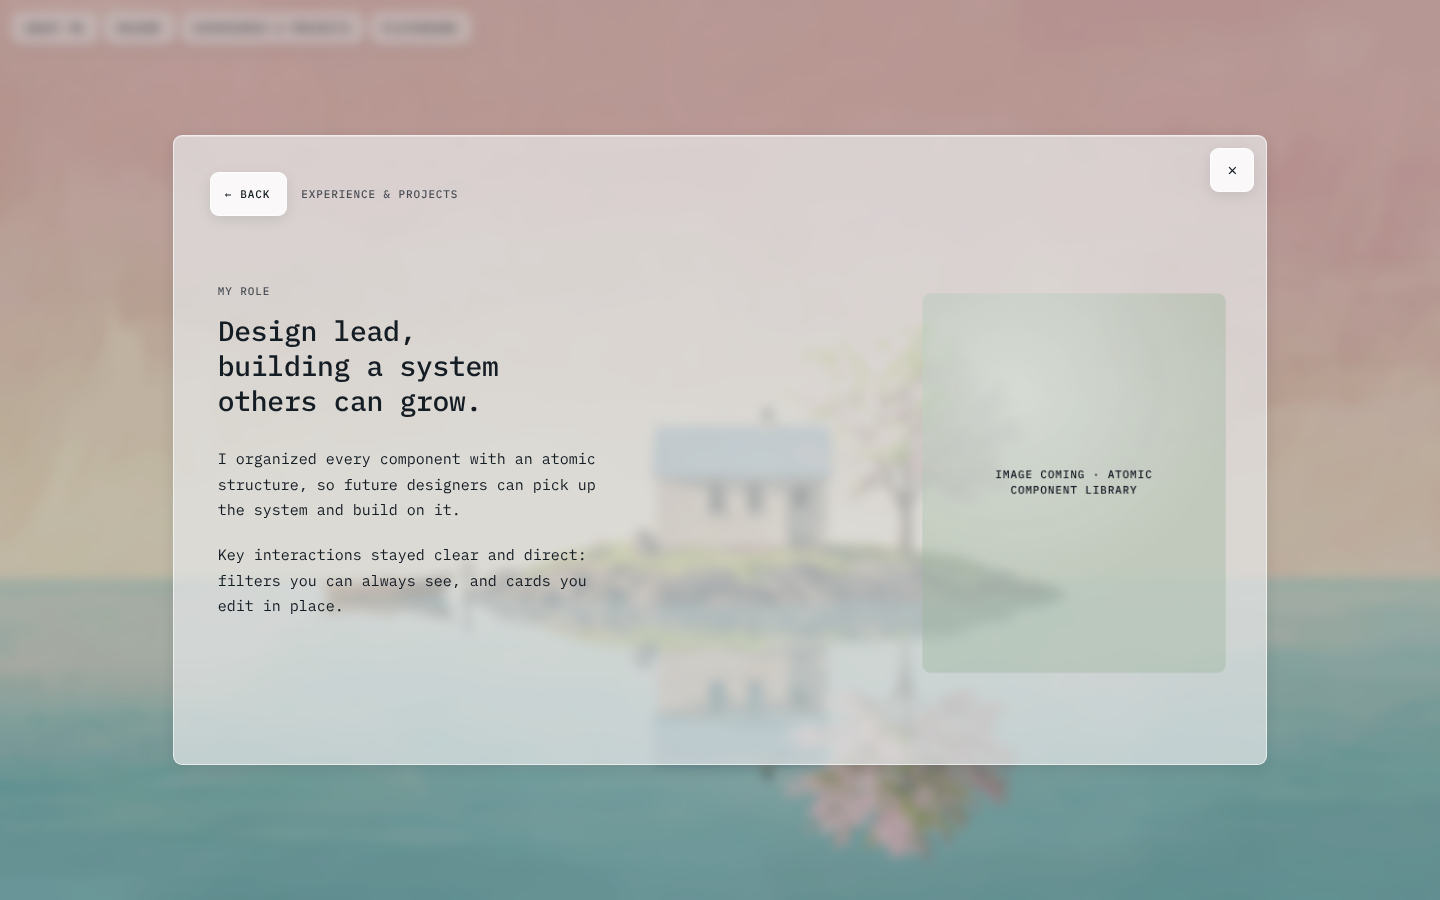 ← BACK
EXPERIENCE & PROJECTS
×
MY ROLE
Design lead,
building a system
others can grow.
I organized every component with an atomic
structure, so future designers can pick up
the system and build on it.
Key interactions stayed clear and direct:
filters you can always see, and cards you
edit in place.
IMAGE COMING · ATOMIC
COMPONENT LIBRARY